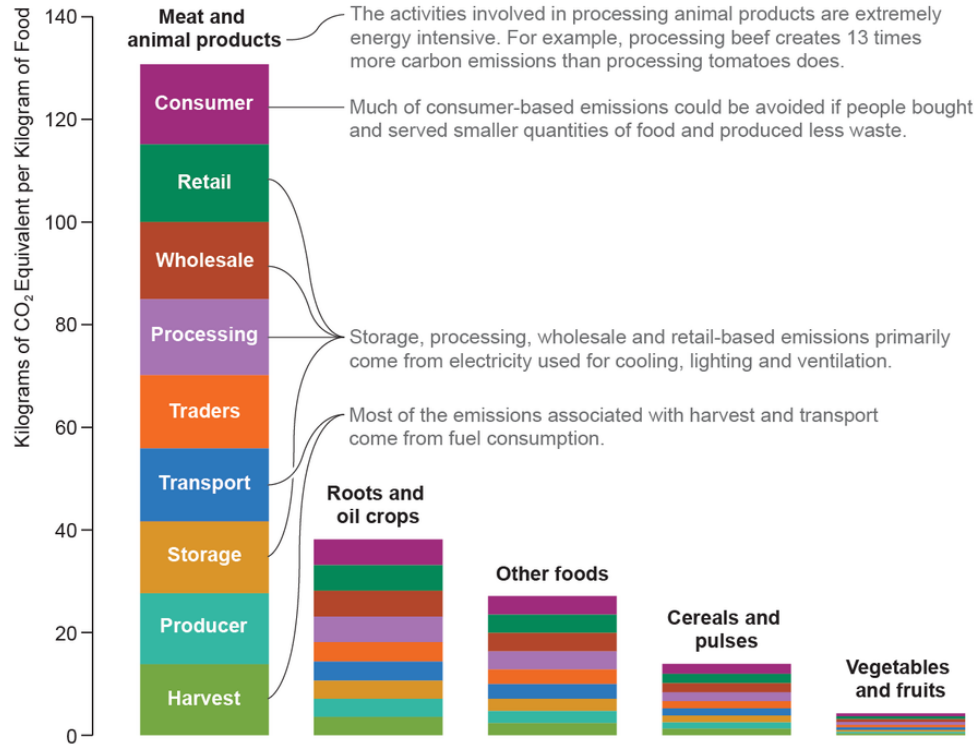 Kilograms of CO₂ Equivalent per Kilogram of Food
140
120
100
80
60
40
20
0
Meat and
animal products
Consumer
Retail
Wholesale
Processing
Traders
Transport
Storage
Producer
Harvest
The activities involved in processing animal products are extremely
energy intensive. For example, processing beef creates 13 times
more carbon emissions than processing tomatoes does.
Much of consumer-based emissions could be avoided if people bought
and served smaller quantities of food and produced less waste.
Storage, processing, wholesale and retail-based emissions primarily
come from electricity used for cooling, lighting and ventilation.
Most of the emissions associated with harvest and transport
come from fuel consumption.
Roots and
oil crops
Other foods
Cereals and
pulses
Vegetables
and fruits